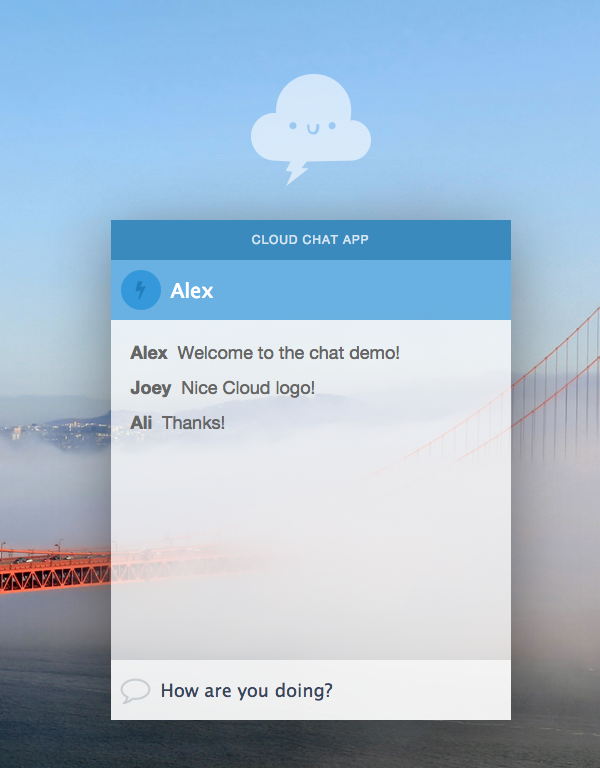 CLOUD CHAT APP
Alex
Alex Welcome to the chat demo!
Joey Nice Cloud logo!
Ali Thanks!
How are you doing?